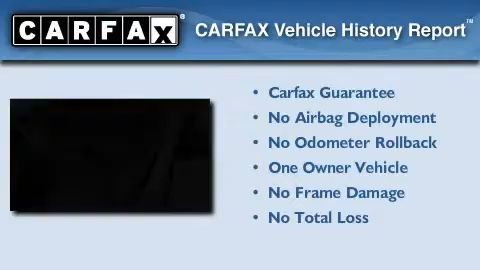 CARFAX® CARFAX Vehicle History Report™
• Carfax Guarantee
• No Airbag Deployment
• No Odometer Rollback
• One Owner Vehicle
• No Frame Damage
• No Total Loss